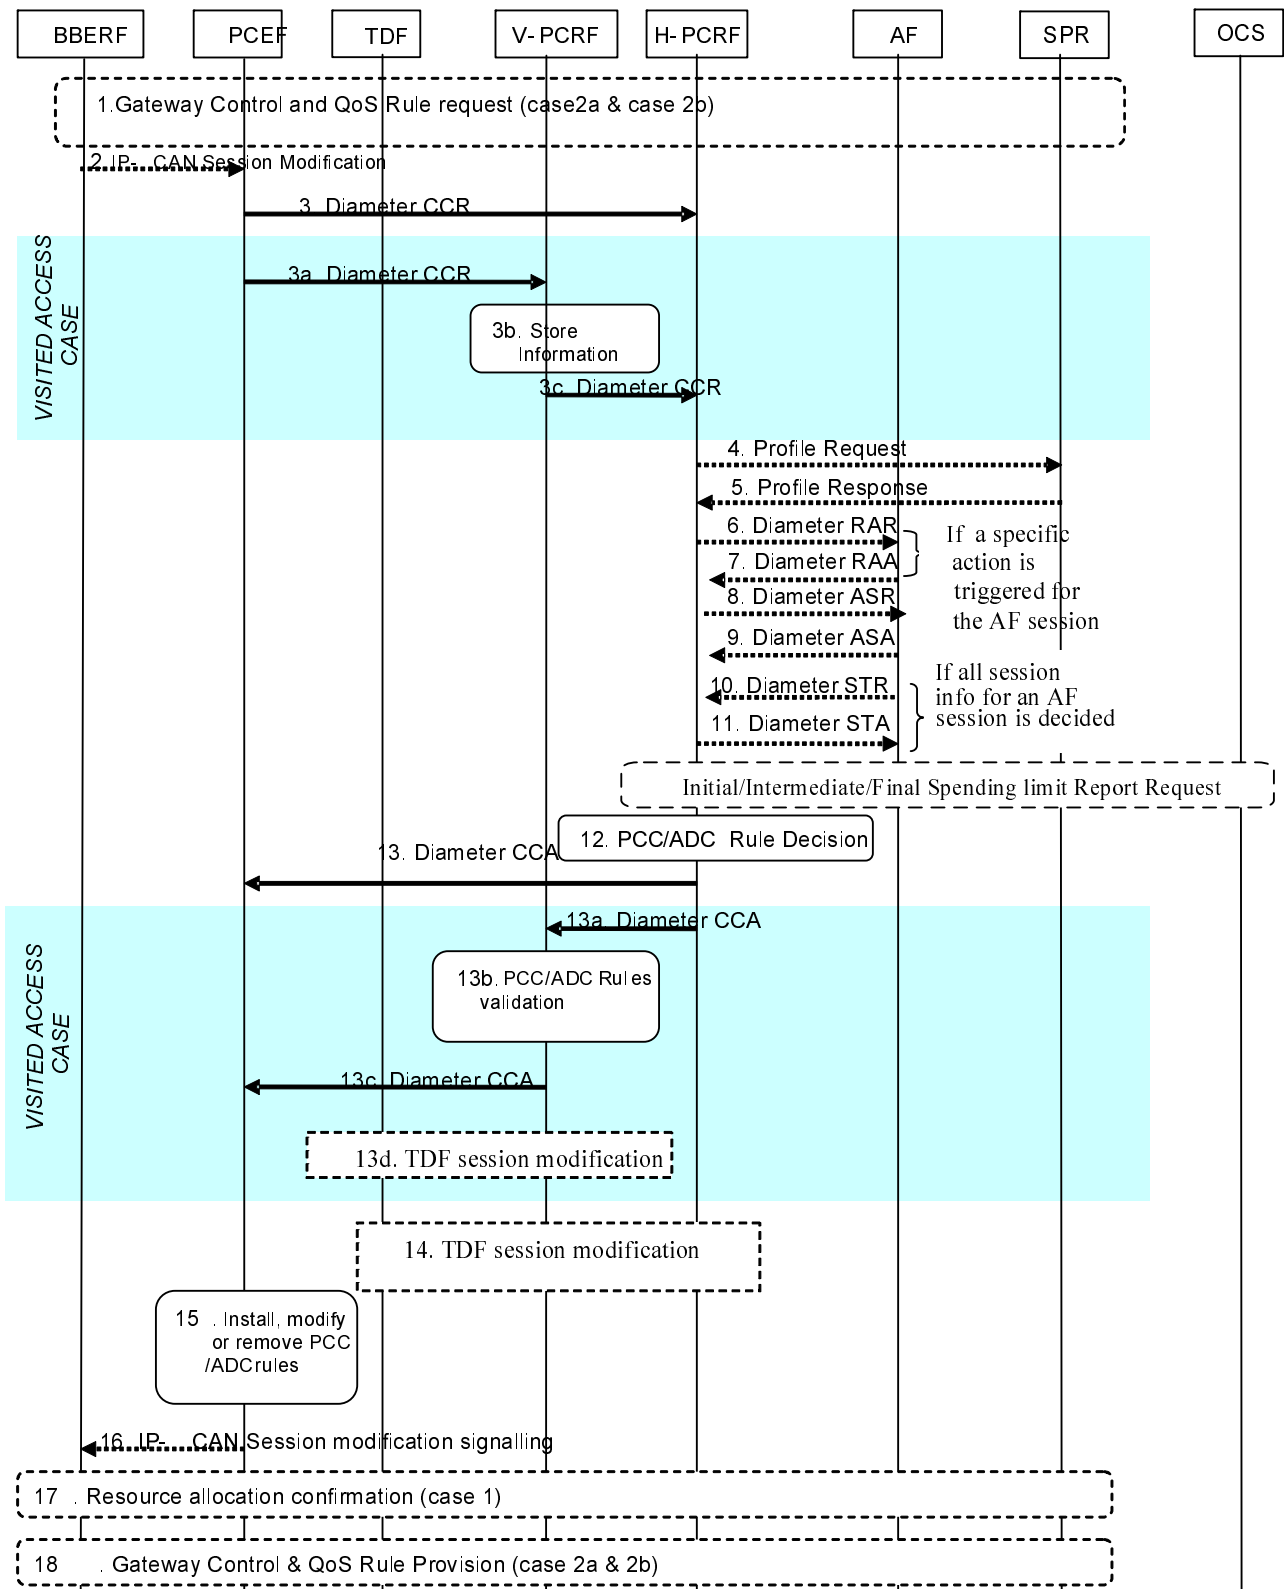 BBERF
PCEF
TDF
V- PCRF
H- PCRF
AF
SPR
OCS
1.Gateway Control and QoS Rule request (case2a & case 2b)
2. IP- CAN Session Modification
3. Diameter CCR
VISITED ACCESS
CASE
3a. Diameter CCR
3b. Store
Information
3c. Diameter CCR
4. Profile Request
5. Profile Response
6. Diameter RAR
7. Diameter RAA
8. Diameter ASR
9. Diameter ASA
If a specific
action is
triggered for
the AF session
10. Diameter STR
11. Diameter STA
If all session
info for an AF
session is decided
Initial/Intermediate/Final Spending limit Report Request
12. PCC/ADC Rule Decision
13. Diameter CCA
VISITED ACCESS
CASE
13a. Diameter CCA
13b. PCC/ADC Rules
validation
13c. Diameter CCA
13d. TDF session modification
14. TDF session modification
15 . Install, modify
or remove PCC
/ADCrules
16. IP- CAN Session modification signalling
17 . Resource allocation confirmation (case 1)
18 . Gateway Control & QoS Rule Provision (case 2a & 2b)